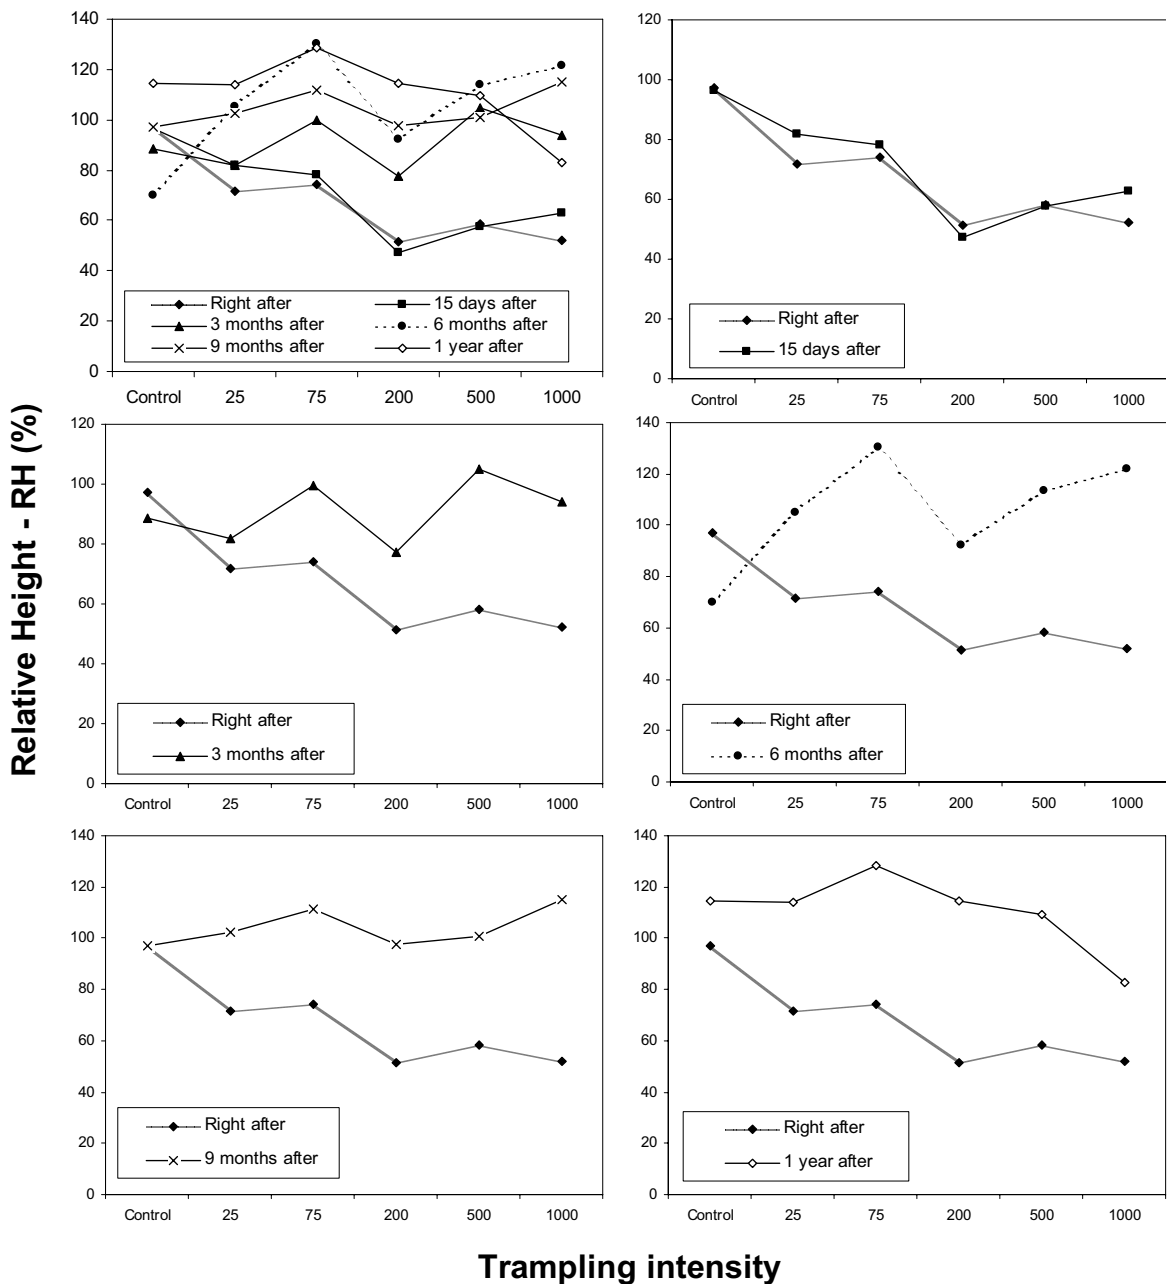 Relative Height - RH (%)
140
120
100
80
60
40
20
0
Right after
15 days after
3 months after
6 months after
9 months after
1 year after
Control 25 75 200 500 1000
120
100
80
60
40
20
0
Right after
15 days after
Control 25 75 200 500 1000
120
100
80
60
40
20
0
Right after
3 months after
Control 25 75 200 500 1000
140
120
100
80
60
40
20
0
Right after
6 months after
Control 25 75 200 500 1000
140
120
100
80
60
40
20
0
Right after
9 months after
Control 25 75 200 500 1000
140
120
100
80
60
40
20
0
Right after
1 year after
Control 25 75 200 500 1000
Trampling intensity